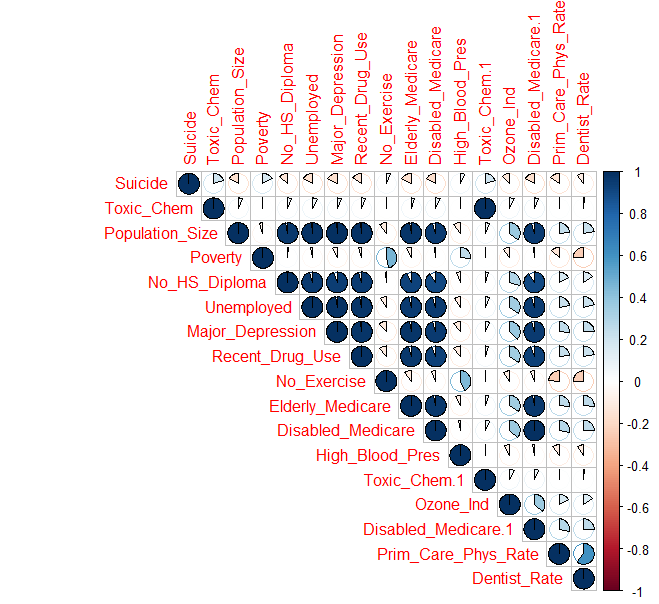 Suicide
Toxic_Chem
Population_Size
Poverty
No_HS_Diploma
Unemployed
Major_Depression
Recent_Drug_Use
No_Exercise
Elderly_Medicare
Disabled_Medicare
High_Blood_Pres
Toxic_Chem.1
Ozone_Ind
Disabled_Medicare.1
Prim_Care_Phys_Rate
Dentist_Rate
Suicide
Toxic_Chem
Population_Size
Poverty
No_HS_Diploma
Unemployed
Major_Depression
Recent_Drug_Use
No_Exercise
Elderly_Medicare
Disabled_Medicare
High_Blood_Pres
Toxic_Chem.1
Ozone_Ind
Disabled_Medicare.1
Prim_Care_Phys_Rate
Dentist_Rate
1
0.8
0.6
0.4
0.2
0
-0.2
-0.4
-0.6
-0.8
-1